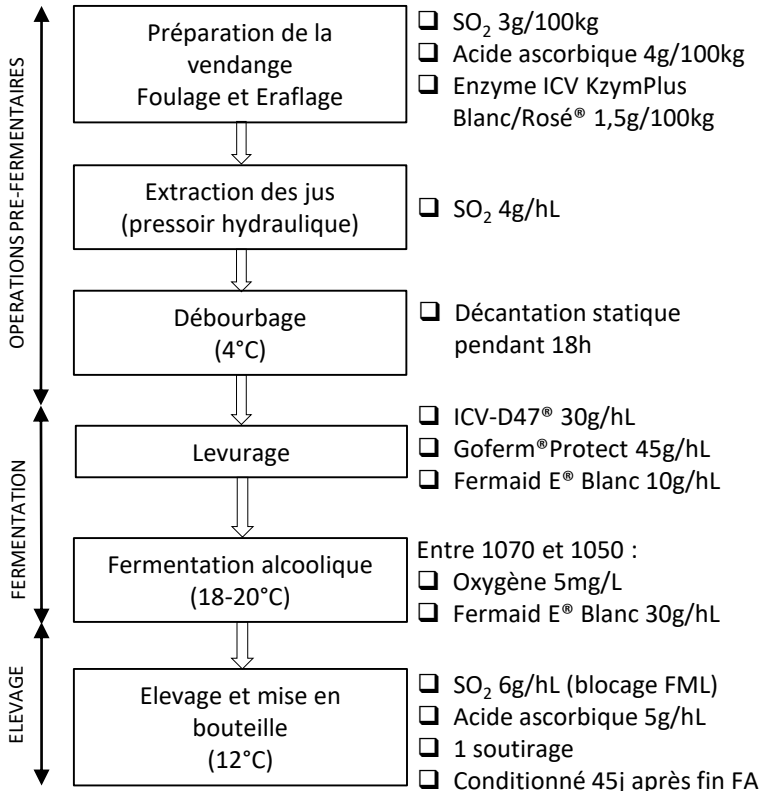 OPERATIONS PRE-FERMENTAIRES
Préparation de la
vendange
Foulage et Eraflage
❑ SO₂ 3g/100kg
❑ Acide ascorbique 4g/100kg
❑ Enzyme ICV KzymPlus
Blanc/Rosé® 1,5g/100kg
Extraction des jus
(pressoir hydraulique)
❑ SO₂ 4g/hL
Débourbage
(4°C)
❑ Décantation statique
pendant 18h
FERMENTATION
Levurage
❑ ICV-D47® 30g/hL
❑ Goferm®Protect 45g/hL
❑ Fermaid E® Blanc 10g/hL
Fermentation alcoolique
(18-20°C)
Entre 1070 et 1050 :
❑ Oxygène 5mg/L
❑ Fermaid E® Blanc 30g/hL
ELEVAGE
Elevage et mise en
bouteille
(12°C)
❑ SO₂ 6g/hL (blocage FML)
❑ Acide ascorbique 5g/hL
❑ 1 soutirage
❑ Conditionné 45j après fin FA